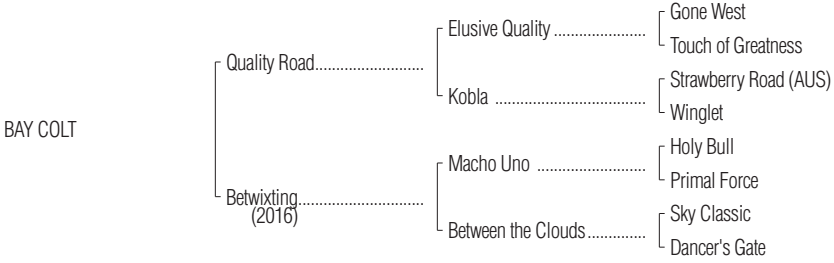 Gone West
Elusive Quality ......................
Touch of Greatness
Quality Road..........................
Strawberry Road (AUS)
Kobla ....................................
Winglet
BAY COLT
Holy Bull
Macho Uno ..........................
Primal Force
Betwixting..............................
(2016)
Sky Classic
Between the Clouds..............
Dancer's Gate